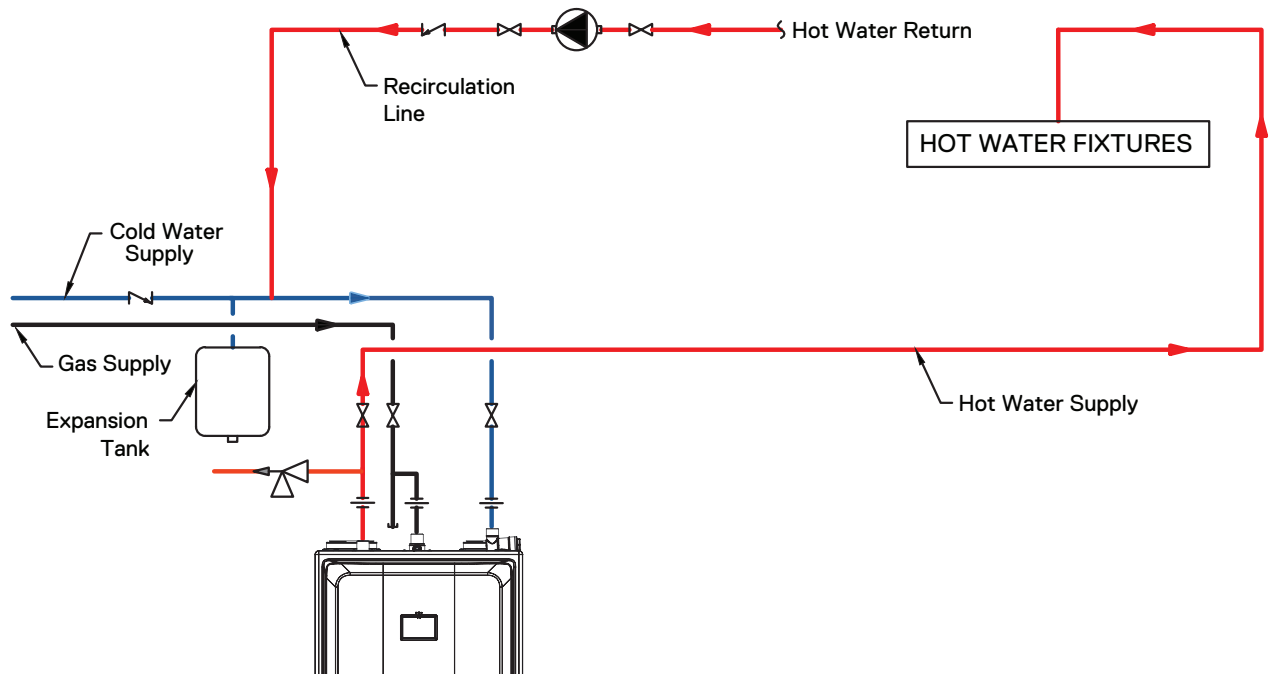 Hot Water Return
Recirculation
Line
HOT WATER FIXTURES
Cold Water
Supply
Gas Supply
Expansion
Tank
Hot Water Supply